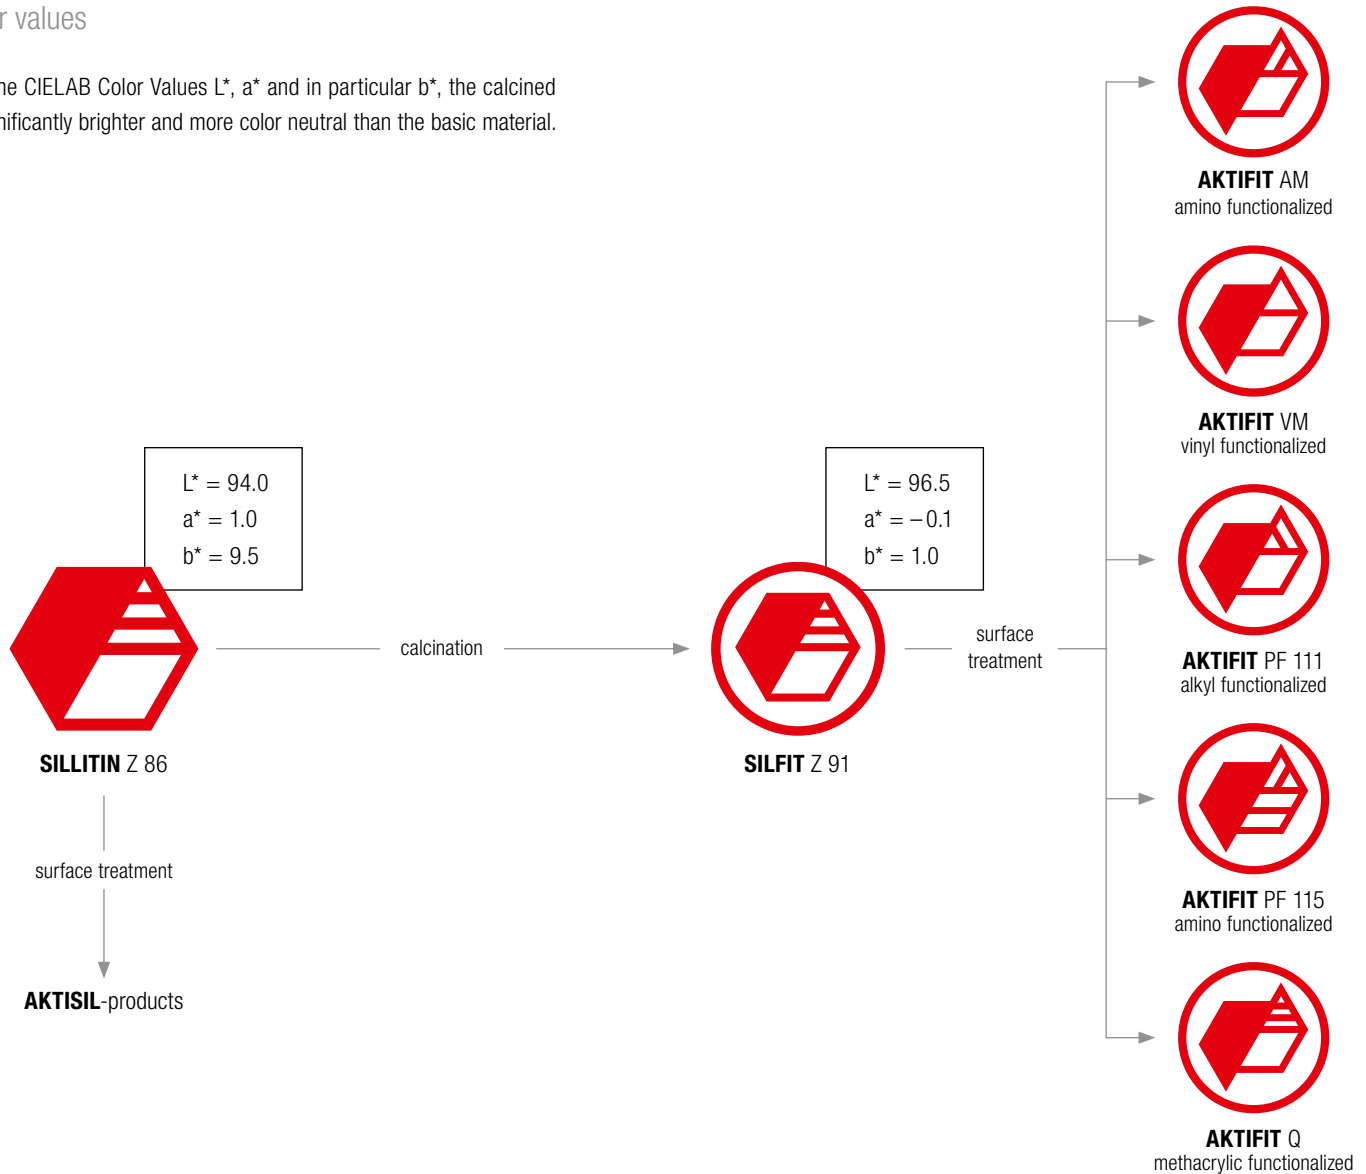 r values
ne CIELAB Color Values L*, a* and in particular b*, the calcined
nificantly brighter and more color neutral than the basic material.
AKTIFIT AM
amino functionalized
AKTIFIT VM
vinyl functionalized
L* = 94.0
a* = 1.0
b* = 9.5
L* = 96.5
a* = –0.1
b* = 1.0
calcination
surface
treatment
AKTIFIT PF 111
alkyl functionalized
SILLITIN Z 86
SILFIT Z 91
surface treatment
AKTIFIT PF 115
amino functionalized
AKTISIL-products
AKTIFIT Q
methacrylic functionalized